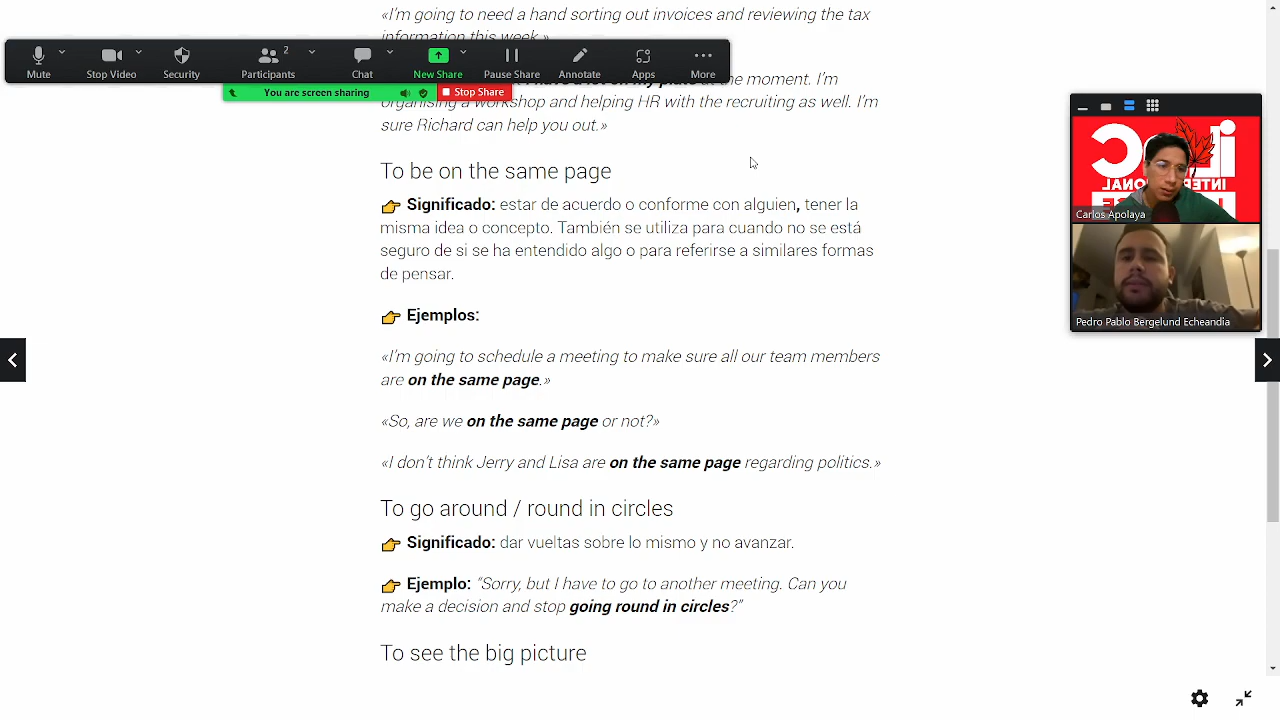 «I'm going to need a hand sorting out invoices and reviewing the tax
information this week.»
Mute
Stop Video
Security
Participants
2
Chat
New Share
Pause Share
Annotate
Apps
More
You are screen sharing
Stop Share
the moment. I'm
organising a workshop and helping HR with the recruiting as well. I'm
sure Richard can help you out.»
To be on the same page
Significado: estar de acuerdo o conforme con alguien, tener la
misma idea o concepto. También se utiliza para cuando no se está
seguro de si se ha entendido algo o para referirse a similares formas
de pensar.
Ejemplos:
«I'm going to schedule a meeting to make sure all our team members
are on the same page.»
«So, are we on the same page or not?»
«I don't think Jerry and Lisa are on the same page regarding politics.»
To go around / round in circles
Significado: dar vueltas sobre lo mismo y no avanzar.
Ejemplo: "Sorry, but I have to go to another meeting. Can you
make a decision and stop going round in circles?"
To see the big picture
Carlos Apolaya
Pedro Pablo Bergelund Echeandia